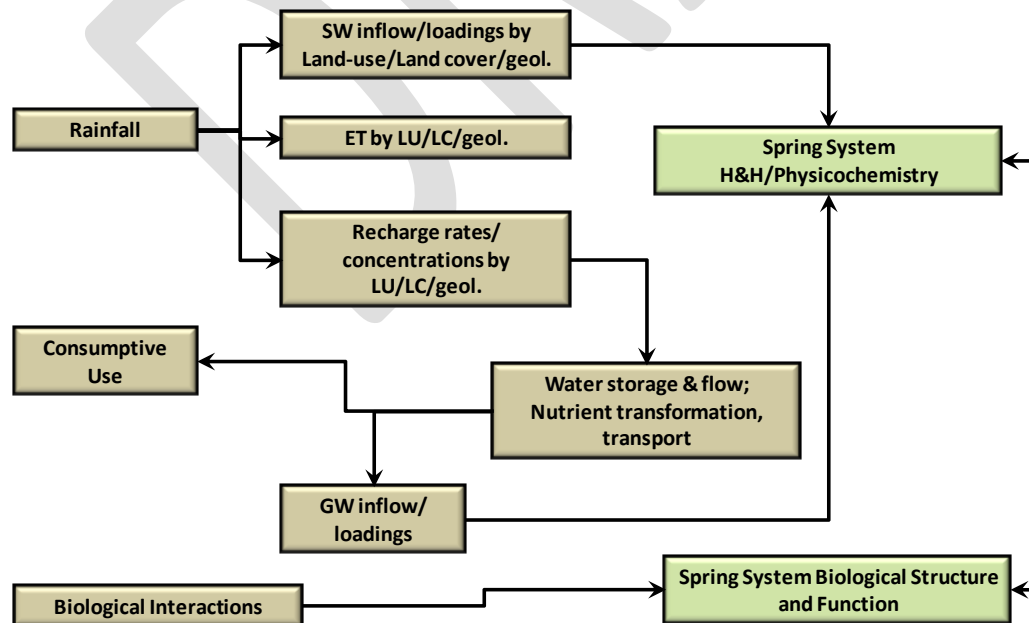 SW inflow/loadings by
Land-use/Land cover/geol.
Rainfall
ET by LU/LC/geol.
Spring System
H&H/Physicochemistry
Recharge rates/
concentrations by
LU/LC/geol.
Consumptive
Use
Water storage & flow;
Nutrient transformation,
transport
GW inflow/
loadings
Spring System Biological Structure
and Function
Biological Interactions